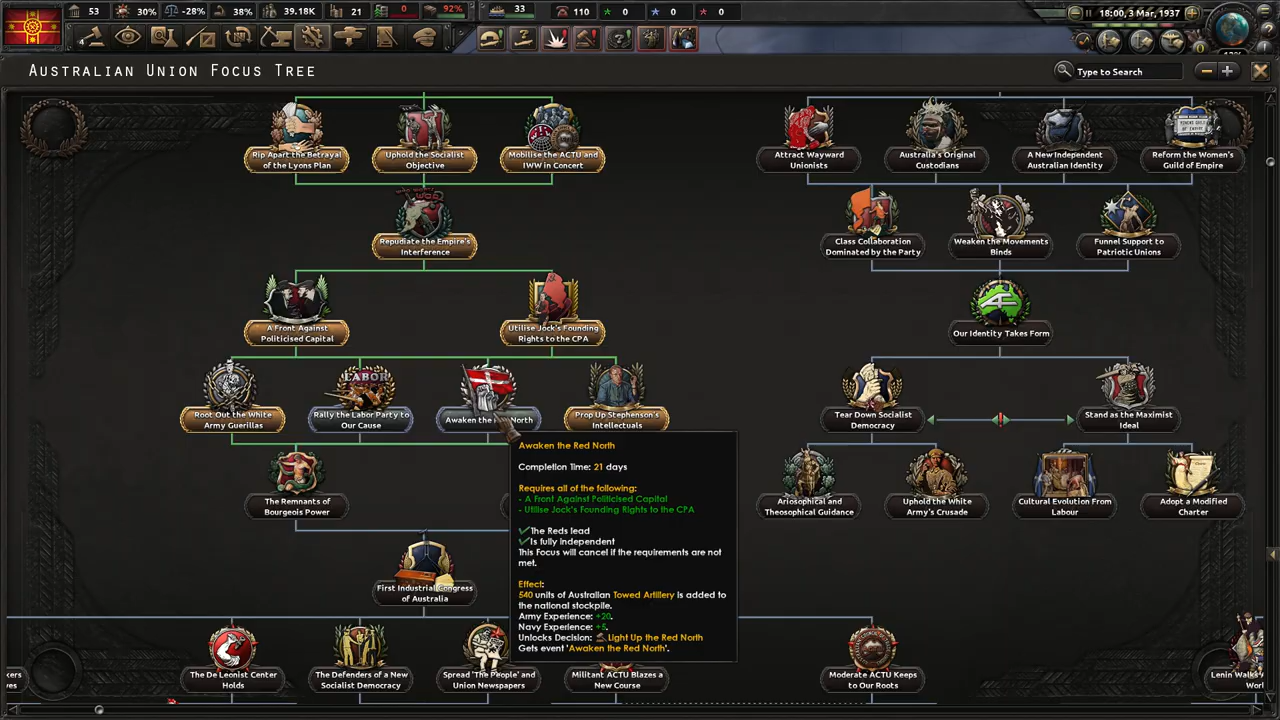 53
30%
-28%
38%
39.18K
21
0
92%
33
110
0
0
0
18:00, 3 Mar, 1937
AUSTRALIAN UNION FOCUS TREE
Type to Search
Rip Apart the Betrayal
of the Lyons Plan
Uphold the Socialist
Objective
Mobilise the ACTU and
IWW in Concert
Attract Wayward
Unionists
Australia's Original
Custodians
A New Independent
Australian Identity
Reform the Women's
Guild of Empire
Repudiate the Empire's
Interference
Class Collaboration
Dominated by the Party
Weaken the Movements
Binds
Funnel Support to
Patriotic Unions
A Front Against
Politicised Capital
Utilise Jock's Founding
Rights to the CPA
Our Identity Takes Form
LABOR
Root Out the White
Army Guerillas
Rally the Labor Party to
Our Cause
Awaken the North
Prop Up Stephenson's
Intellectuals
Tear Down Socialist
Democracy
Stand as the Maximist
Ideal
Awaken the Red North
Completion Time: 21 days
Requires all of the following:
- A Front Against Politicised Capital
- Utilise Jock's Founding Rights to the CPA
The Reds lead
Is fully independent
This Focus will cancel if the requirements are not
met.
Effect:
540 units of Australian Towed Artillery is added to
the national stockpile.
Army Experience: +20.
Navy Experience: +5.
Unlocks Decision: Light Up the Red North
Gets event 'Awaken the Red North'.
The Remnants of
Bourgeois Power
Ariosophical and
Theosophical Guidance
Uphold the White
Army's Crusade
Cultural Evolution From
Labour
Adopt a Modified
Charter
First Industrial Congress
of Australia
The De Leonist Center
Holds
The Defenders of a New
Socialist Democracy
Spread 'The People' and
Union Newspapers
Militant ACTU Blazes a
New Course
Moderate ACTU Keeps
to Our Roots